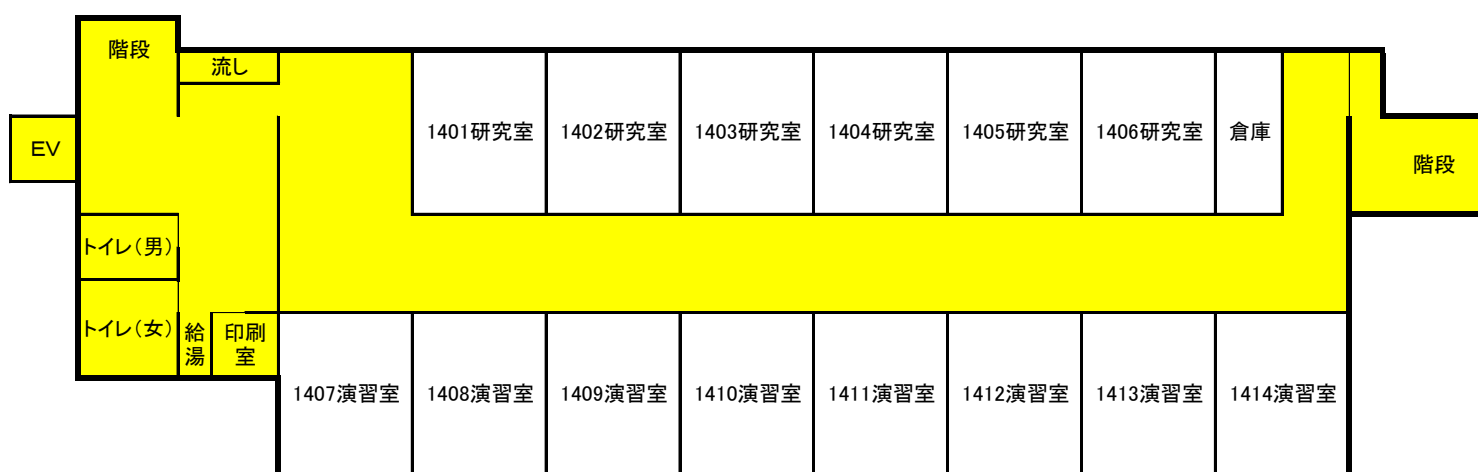 階段
流し
EV
1401研究室
1402研究室
1403研究室
1404研究室
1405研究室
1406研究室
倉庫
階段
トイレ(男)
トイレ(女)
給
湯
印刷
室
1407演習室
1408演習室
1409演習室
1410演習室
1411演習室
1412演習室
1413演習室
1414演習室